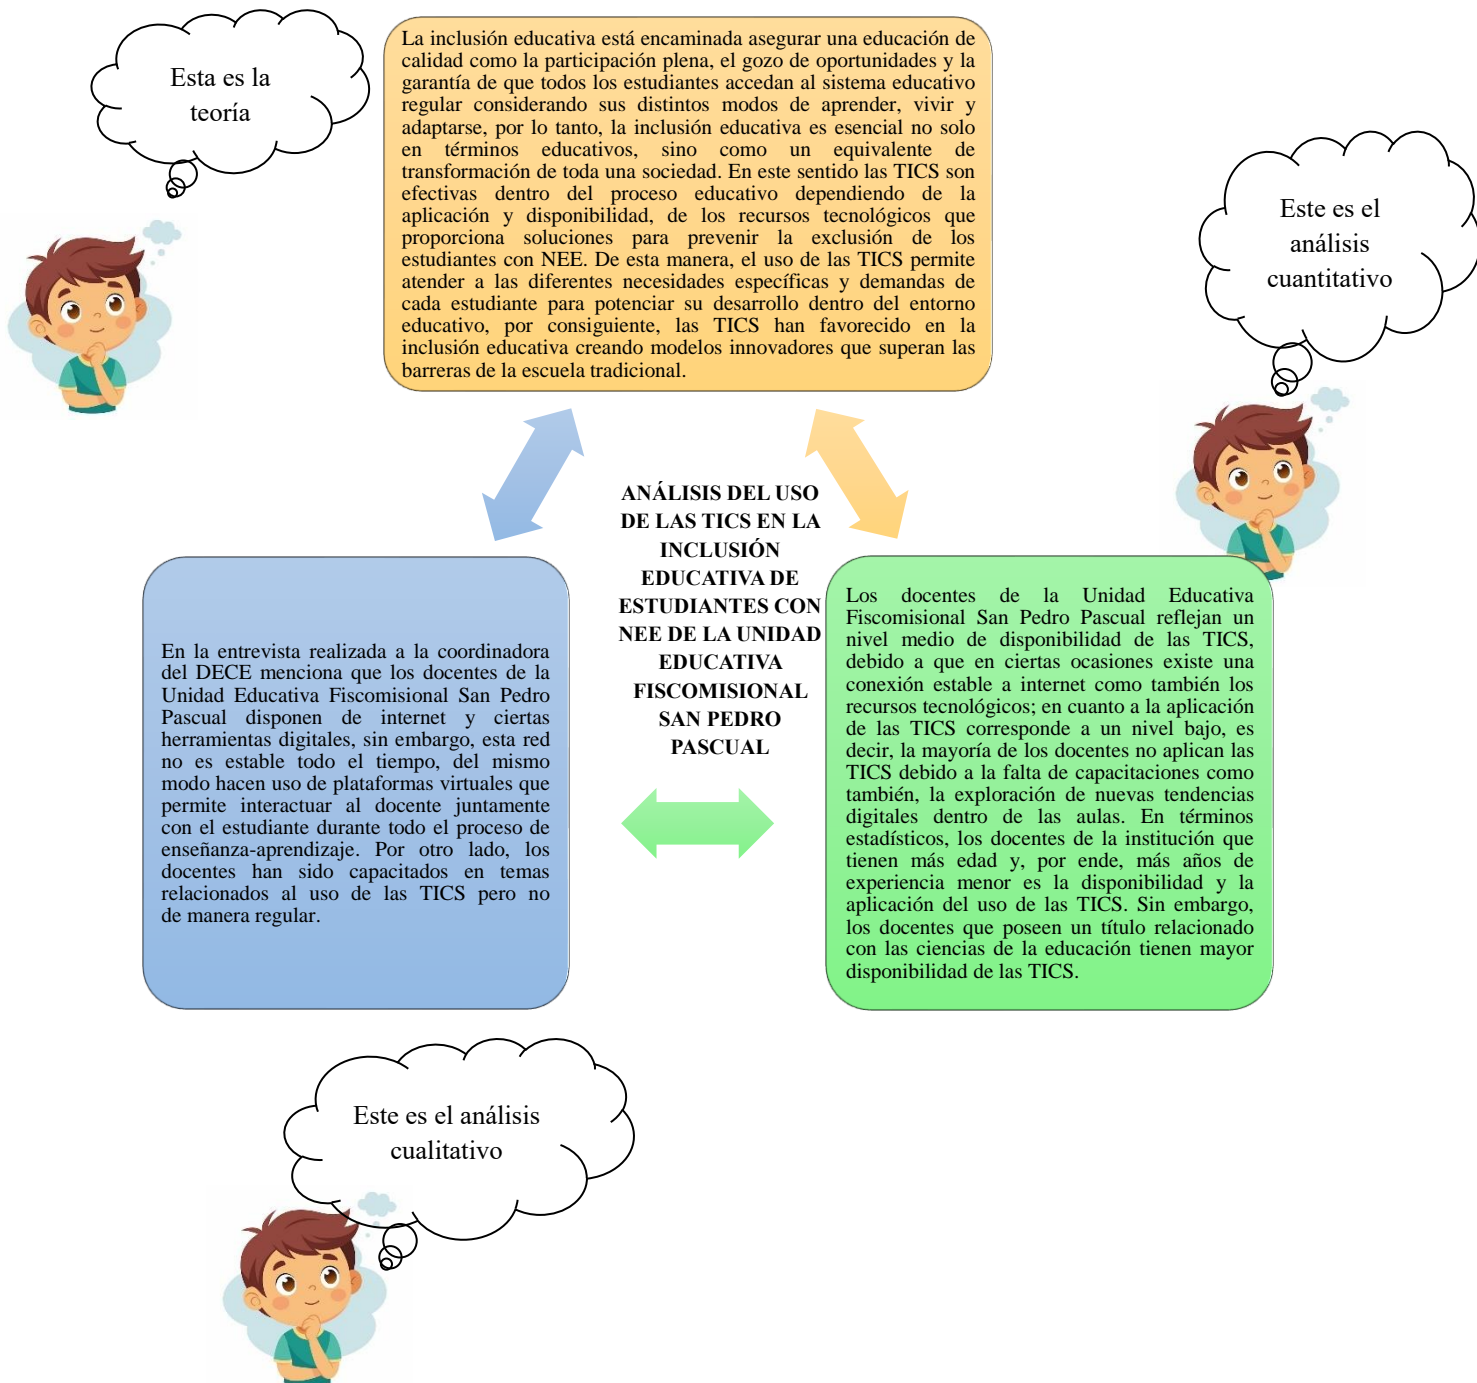 Esta es la
teoría
La inclusión educativa está encaminada asegurar una educación de
calidad como la participación plena, el gozo de oportunidades y la
garantía de que todos los estudiantes accedan al sistema educativo
regular considerando sus distintos modos de aprender, vivir y
adaptarse, por lo tanto, la inclusión educativa es esencial no solo
en términos educativos, sino como un equivalente de
transformación de toda una sociedad. En este sentido las TICS son
efectivas dentro del proceso educativo dependiendo de la
aplicación y disponibilidad, de los recursos tecnológicos que
proporciona soluciones para prevenir la exclusión de los
estudiantes con NEE. De esta manera, el uso de las TICS permite
atender a las diferentes necesidades específicas y demandas de
cada estudiante para potenciar su desarrollo dentro del entorno
educativo, por consiguiente, las TICS han favorecido en la
inclusión educativa creando modelos innovadores que superan las
barreras de la escuela tradicional.
Este es el
análisis
cuantitativo
ANÁLISIS DEL USO
DE LAS TICS EN LA
INCLUSIÓN
EDUCATIVA DE
ESTUDIANTES CON
NEE DE LA UNIDAD
EDUCATIVA
FISCOMISIONAL
SAN PEDRO
PASCUAL
En la entrevista realizada a la coordinadora
del DECE menciona que los docentes de la
Unidad Educativa Fiscomisional San Pedro
Pascual disponen de internet y ciertas
herramientas digitales, sin embargo, esta red
no es estable todo el tiempo, del mismo
modo hacen uso de plataformas virtuales que
permite interactuar al docente juntamente
con el estudiante durante todo el proceso de
enseñanza-aprendizaje. Por otro lado, los
docentes han sido capacitados en temas
relacionados al uso de las TICS pero no
de manera regular.
Los docentes de la Unidad Educativa
Fiscomisional San Pedro Pascual reflejan un
nivel medio de disponibilidad de las TICS,
debido a que en ciertas ocasiones existe una
conexión estable a internet como también los
recursos tecnológicos; en cuanto a la aplicación
de las TICS corresponde a un nivel bajo, es
decir, la mayoría de los docentes no aplican las
TICS debido a la falta de capacitaciones como
también, la exploración de nuevas tendencias
digitales dentro de las aulas. En términos
estadísticos, los docentes de la institución que
tienen más edad y, por ende, más años de
experiencia menor es la disponibilidad y la
aplicación del uso de las TICS. Sin embargo,
los docentes que poseen un título relacionado
con las ciencias de la educación tienen mayor
disponibilidad de las TICS.
Este es el análisis
cualitativo